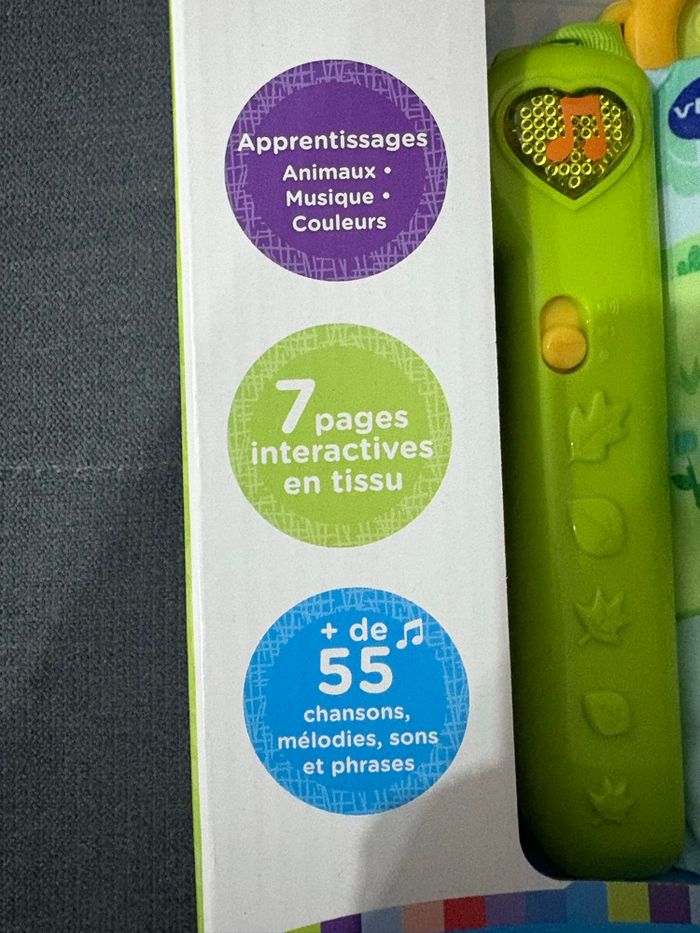 Apprentissages
Animaux •
Musique •
Couleurs
7 pages
interactives
en tissu
+ de
55
chansons,
mélodies, sons
et phrases